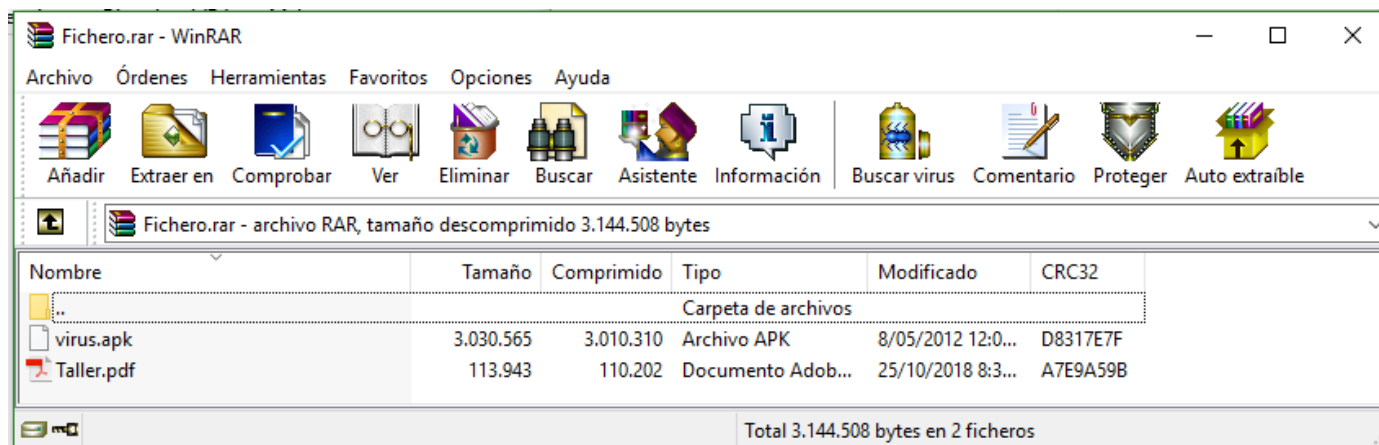 Fichero.rar - WinRAR
Archivo Órdenes Herramientas Favoritos Opciones Ayuda
Añadir Extraer en Comprobar Ver Eliminar Buscar Asistente Información Buscar virus Comentario Proteger Auto extraíble
Fichero.rar - archivo RAR, tamaño descomprimido 3.144.508 bytes
Nombre Tamaño Comprimido Tipo Modificado CRC32
.. Carpeta de archivos
virus.apk 3.030.565 3.010.310 Archivo APK 8/05/2012 12:0... D8317E7F
Taller.pdf 113.943 110.202 Documento Adob... 25/10/2018 8:3... A7E9A59B
Total 3.144.508 bytes en 2 ficheros